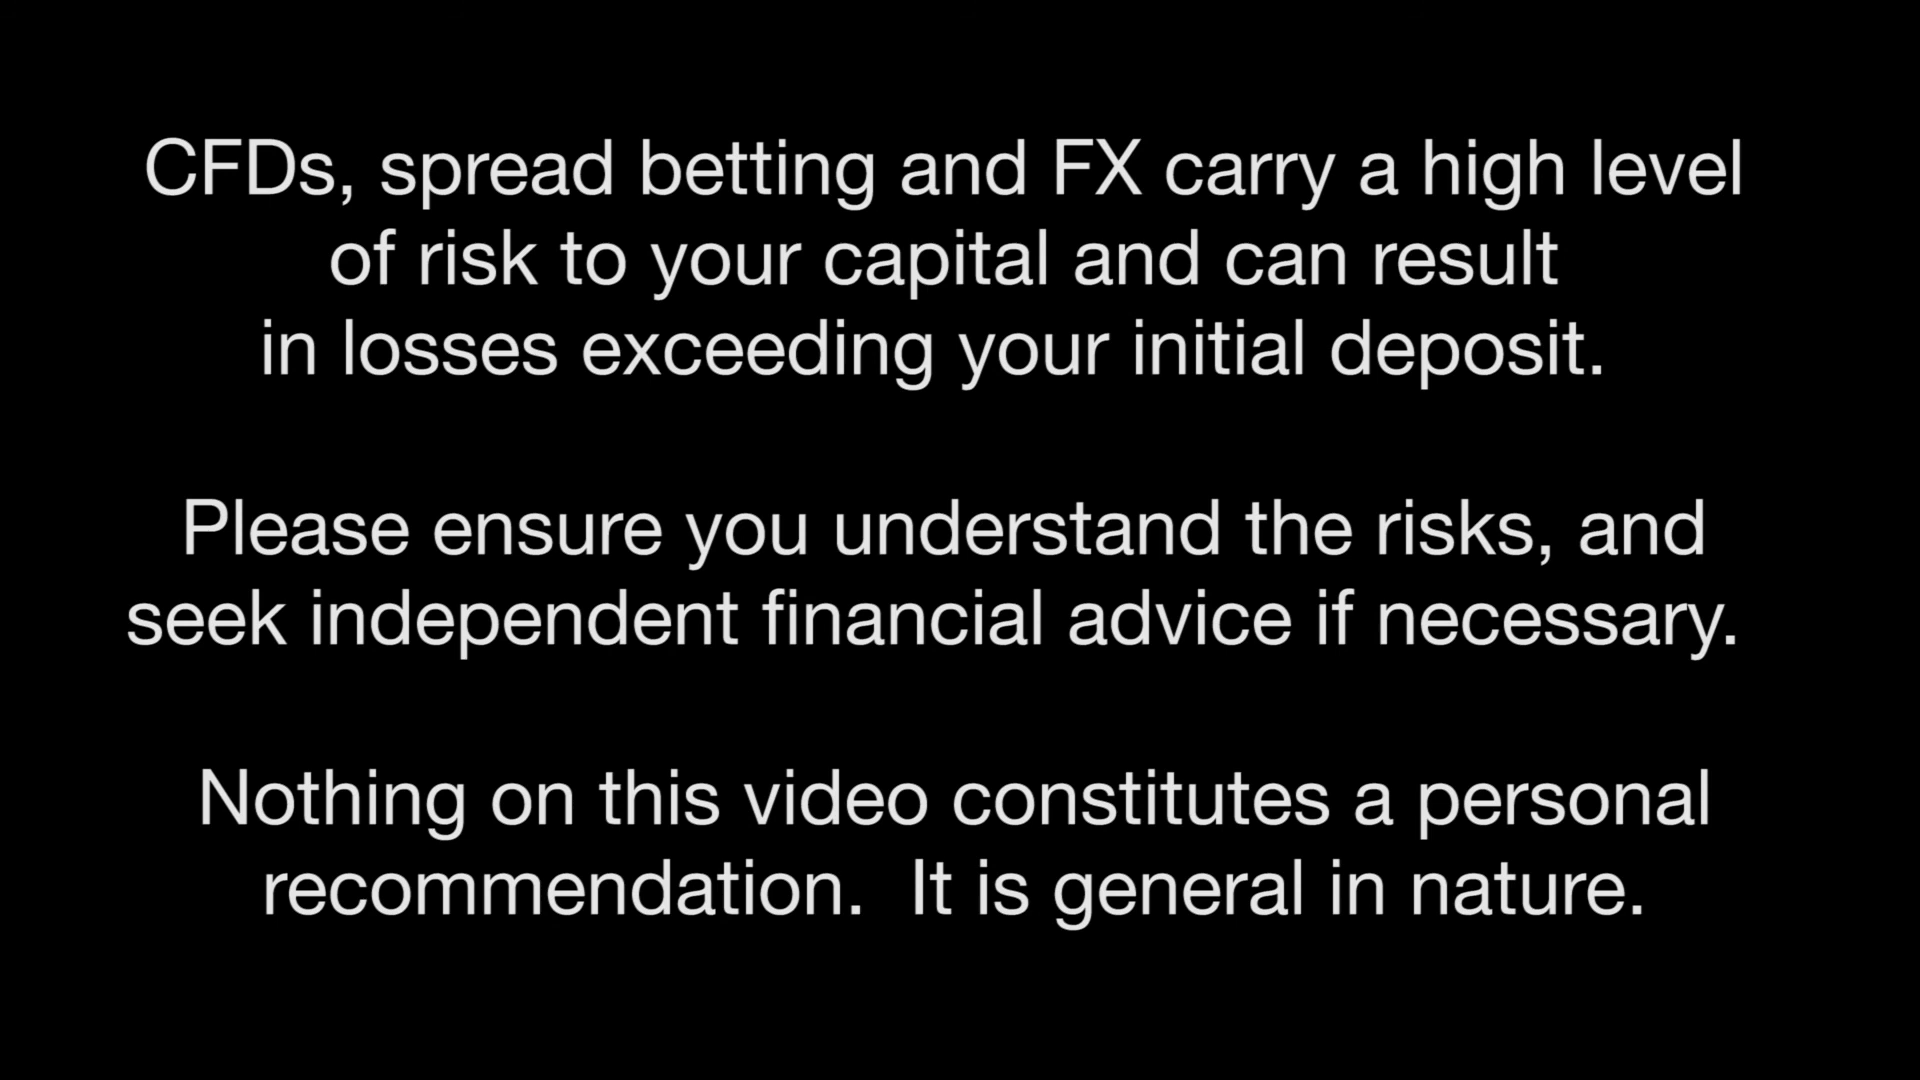 CFDs, spread betting and FX carry a high level
of risk to your capital and can result
in losses exceeding your initial deposit.
Please ensure you understand the risks, and
seek independent financial advice if necessary.
Nothing on this video constitutes a personal
recommendation.  It is general in nature.